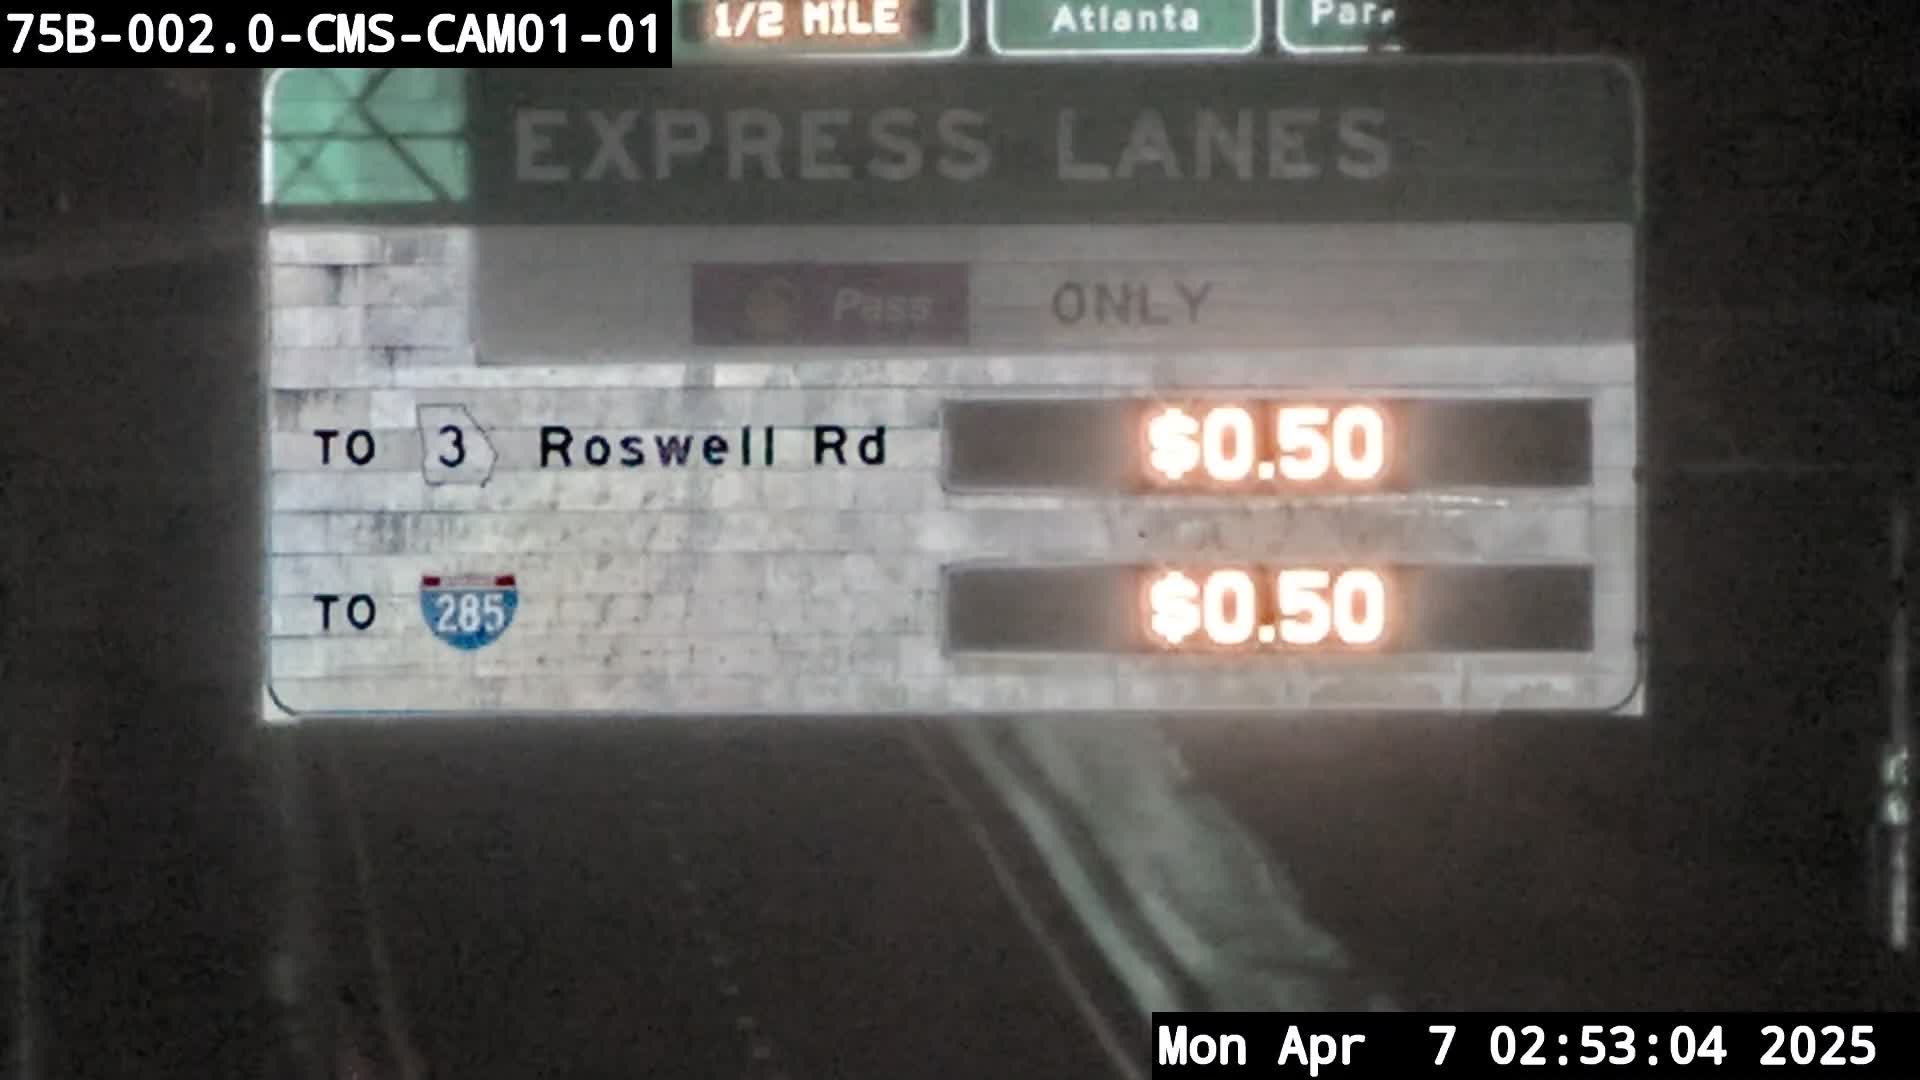 75B-002.0-CMS-CAM01-01
1/2 MILE
Atlanta
EXPRESS LANES
Pass ONLY
TO 3 Roswell Rd $0.50
TO 285 $0.50
Mon Apr 7 02:53:04 2025